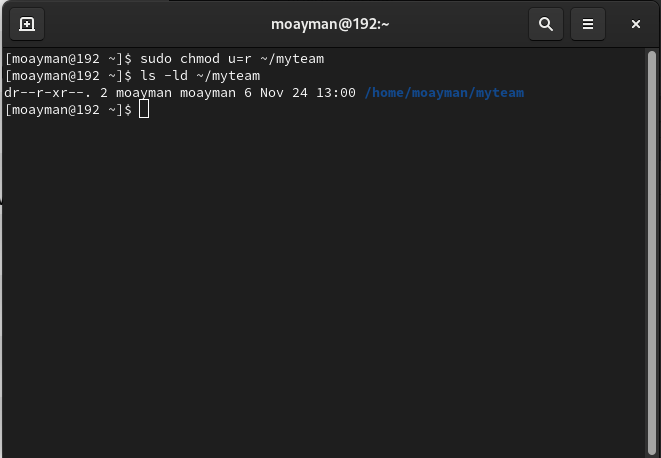 moayman@192:~
[moayman@192 ~]$ sudo chmod u=r ~/myteam
[moayman@192 ~]$ ls -ld ~/myteam
dr--r-xr--. 2 moayman moayman 6 Nov 24 13:00 /home/moayman/myteam
[moayman@192 ~]$